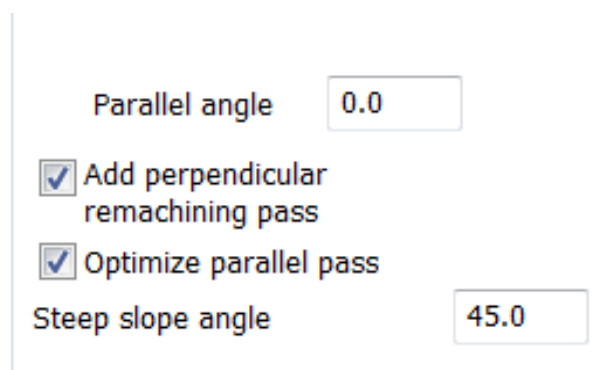 Parallel angle 0.0
Add perpendicular
remachining pass
Optimize parallel pass
Steep slope angle 45.0